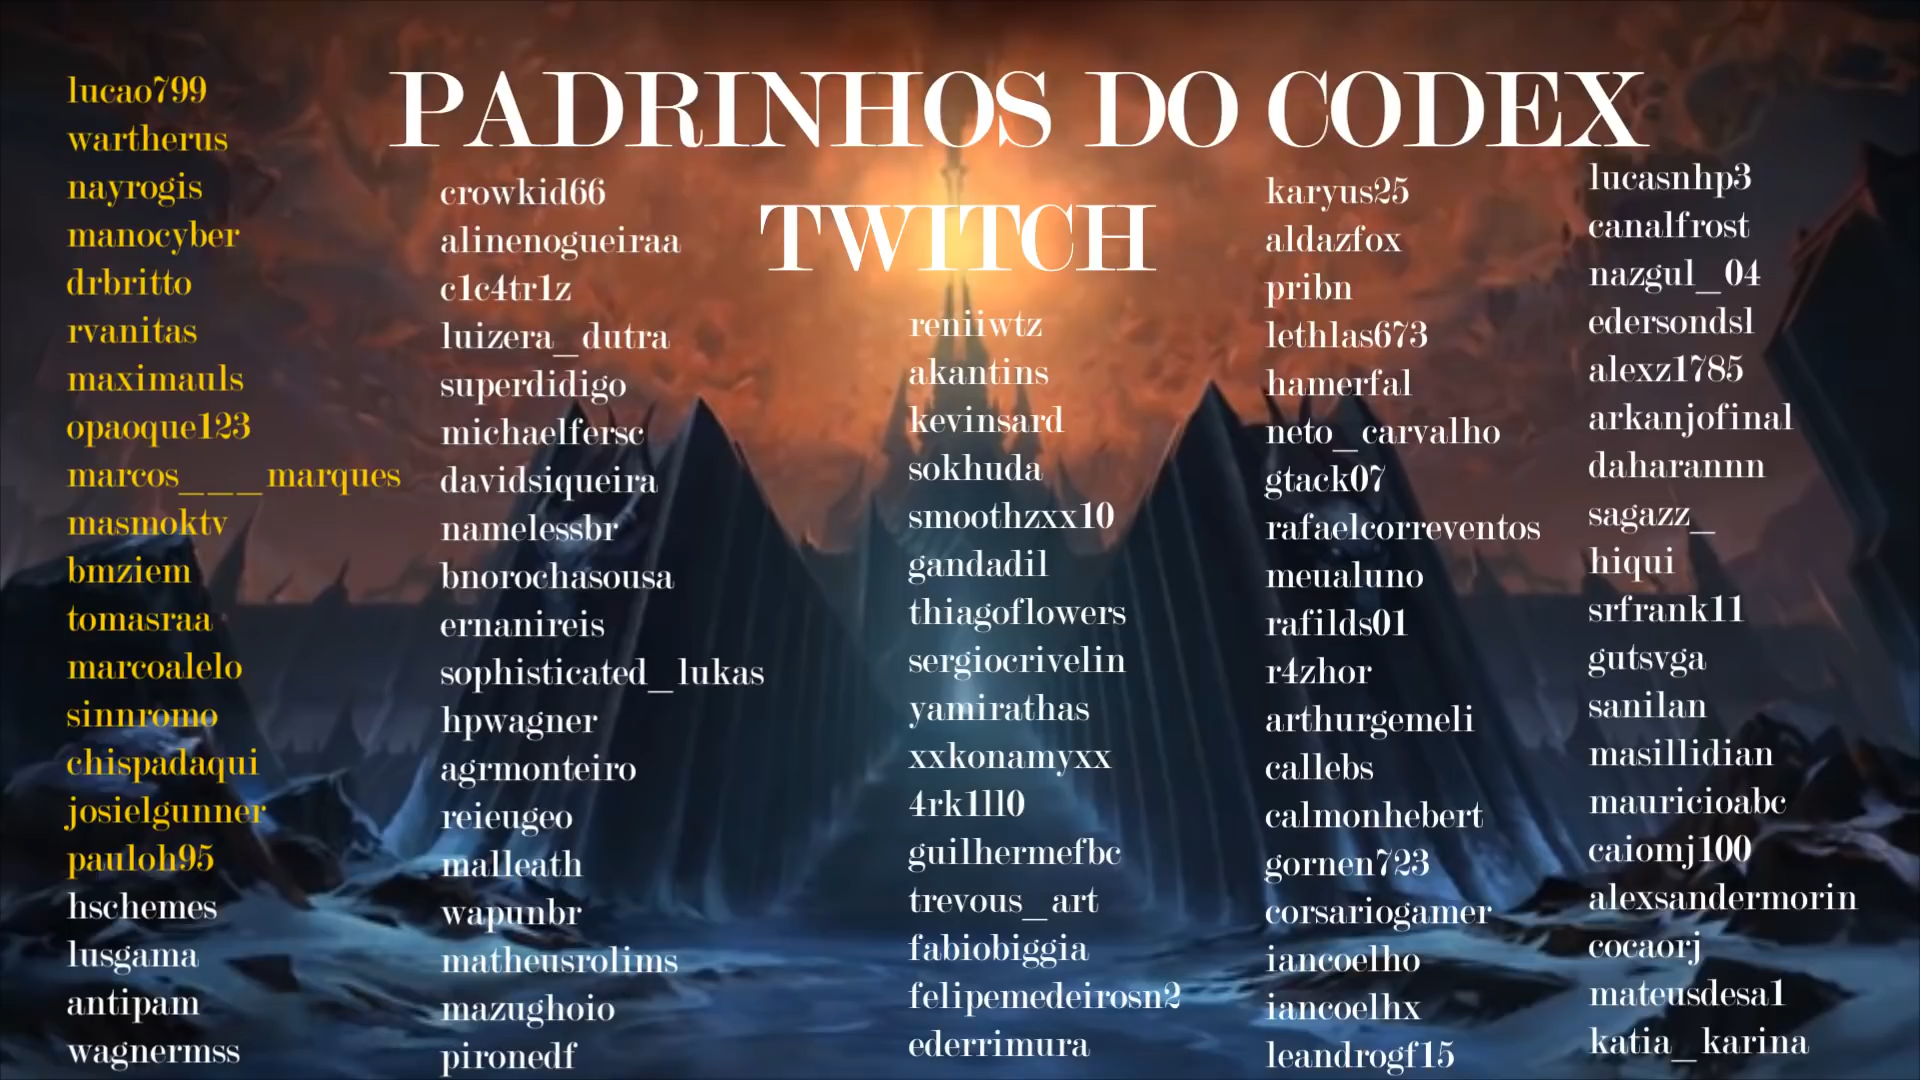 PADRINHOS DO CODEX
TWITCH
lucao799
wartherus
nayrogis
manocyber
drbritto
rvanitas
maximauls
opaoque123
marcos___marques
masmoktv
bmziem
tomasraa
marcoalelo
sinnromo
chispadaqui
josielgunner
pauloh95
hschemes
lusgama
antipam
wagnermss
crowkid66
alinenogueiraa
c1c4tr1z
luizera_dutra
superdidigo
michaelfersc
davidsiqueira
namelessbr
bnorochasousa
ernanireis
sophisticated_lukas
hpwagner
agrmonteiro
reieugeo
malleath
wapunbr
matheusrolims
mazughoio
pironedf
reniiwtz
akantins
kevinsard
sokhuda
smoothzxx10
gandadil
thiagoflowers
sergiocrivelin
yamirathas
xxkonamyxx
4rk1ll0
guilhermefbc
trevous_art
fabiobiggia
felipemedeirosn2
ederrimura
karyus25
aldazfox
pribn
lethlas673
hamerfal
neto_carvalho
gtack07
rafaelcorreventos
meualuno
rafilds01
r4zhor
arthurgemeli
callebs
calmonhebert
gornen723
corsariogamer
iancoelho
iancoelhx
leandrogf15
lucasnhp3
canalfrost
nazgul_04
edersondsl
alexz1785
arkanjofinal
daharannn
sagazz_
hiqui
srfrank11
gutsvga
sanilan
masillidian
mauricioabc
caiomj100
alexsandermorin
cocaorj
mateusdesa1
katia_karina